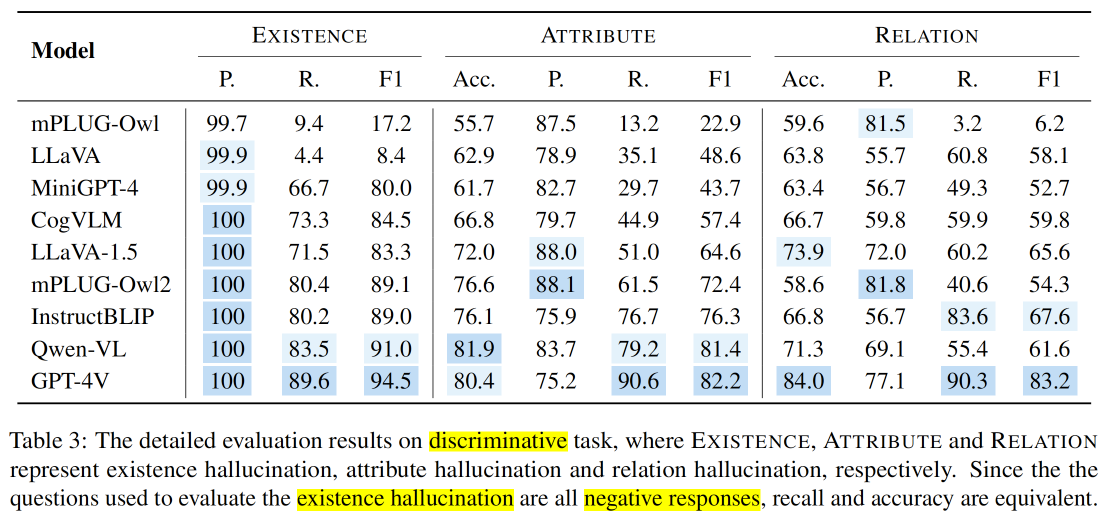 Model EXISTENCE ATTRIBUTE RELATION
P. R. F1 Acc. P. R. F1 Acc. P. R. F1
mPLUG-Owl 99.7 9.4 17.2 55.7 87.5 13.2 22.9 59.6 81.5 3.2 6.2
LLaVA 99.9 4.4 8.4 62.9 78.9 35.1 48.6 63.8 55.7 60.8 58.1
MiniGPT-4 99.9 66.7 80.0 61.7 82.7 29.7 43.7 63.4 56.7 49.3 52.7
CogVLM 100 73.3 84.5 66.8 79.7 44.9 57.4 66.7 59.8 59.9 59.8
LLaVA-1.5 100 71.5 83.3 72.0 88.0 51.0 64.6 73.9 72.0 60.2 65.6
mPLUG-Owl2 100 80.4 89.1 76.6 88.1 61.5 72.4 58.6 81.8 40.6 54.3
InstructBLIP 100 80.2 89.0 76.1 75.9 76.7 76.3 66.8 56.7 83.6 67.6
Qwen-VL 100 83.5 91.0 81.9 83.7 79.2 81.4 71.3 69.1 55.4 61.6
GPT-4V 100 89.6 94.5 80.4 75.2 90.6 82.2 84.0 77.1 90.3 83.2
Table 3: The detailed evaluation results on discriminative task, where EXISTENCE, ATTRIBUTE and RELATION
represent existence hallucination, attribute hallucination and relation hallucination, respectively. Since the the
questions used to evaluate the existence hallucination are all negative responses, recall and accuracy are equivalent.